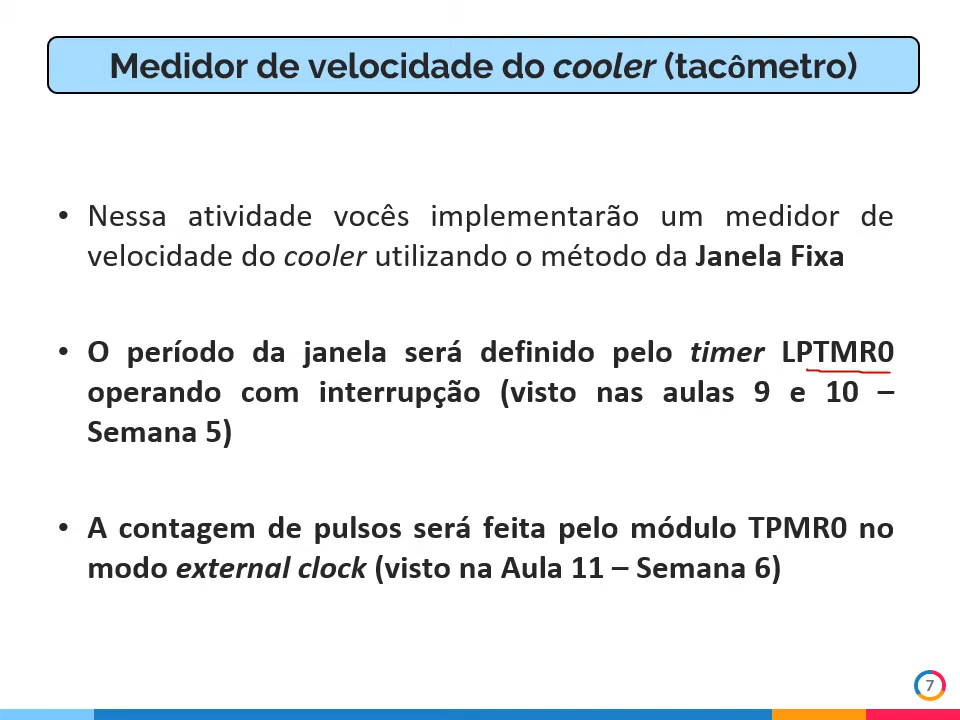 Medidor de velocidade do cooler (tacômetro)
• Nessa atividade vocês implementarão um medidor de
velocidade do cooler utilizando o método da Janela Fixa
• O período da janela será definido pelo timer LPTMR0
operando com interrupção (visto nas aulas 9 e 10 –
Semana 5)
• A contagem de pulsos será feita pelo módulo TPMR0 no
modo external clock (visto na Aula 11 – Semana 6)
7